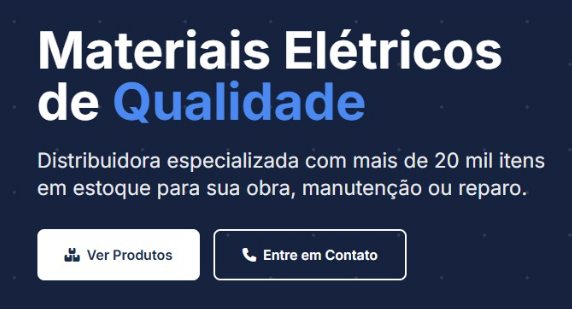 Materiais Elétricos
de Qualidade
Distribuidora especializada com mais de 20 mil itens
em estoque para sua obra, manutenção ou reparo.
Ver Produtos
Entre em Contato